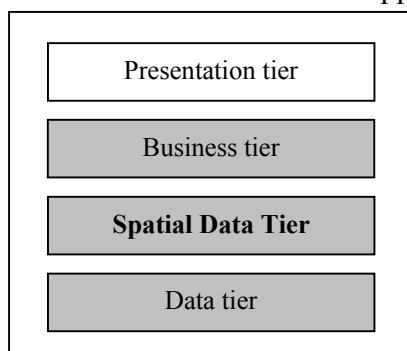 Presentation tier
Business tier
Spatial Data Tier
Data tier